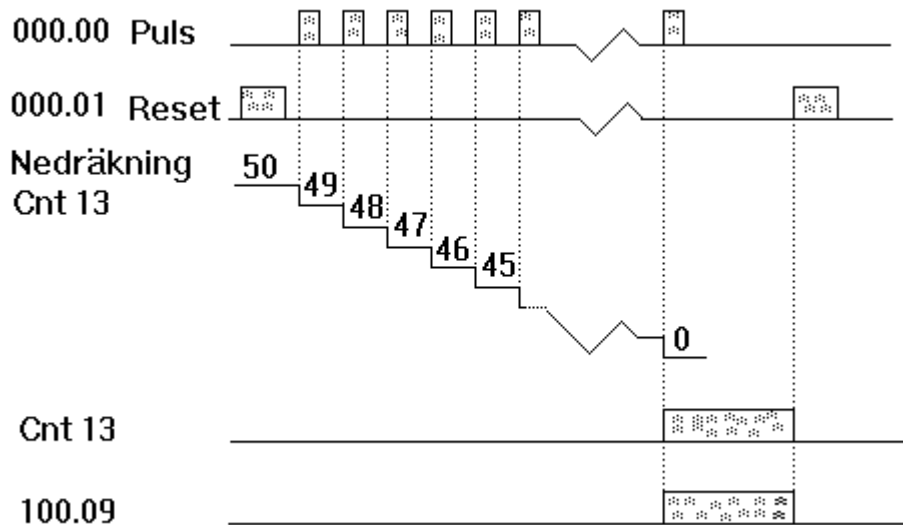 000.00 Puls
000.01 Reset
Nedräkning
Cnt 13
50
49
48
47
46
45
0
Cnt 13
100.09